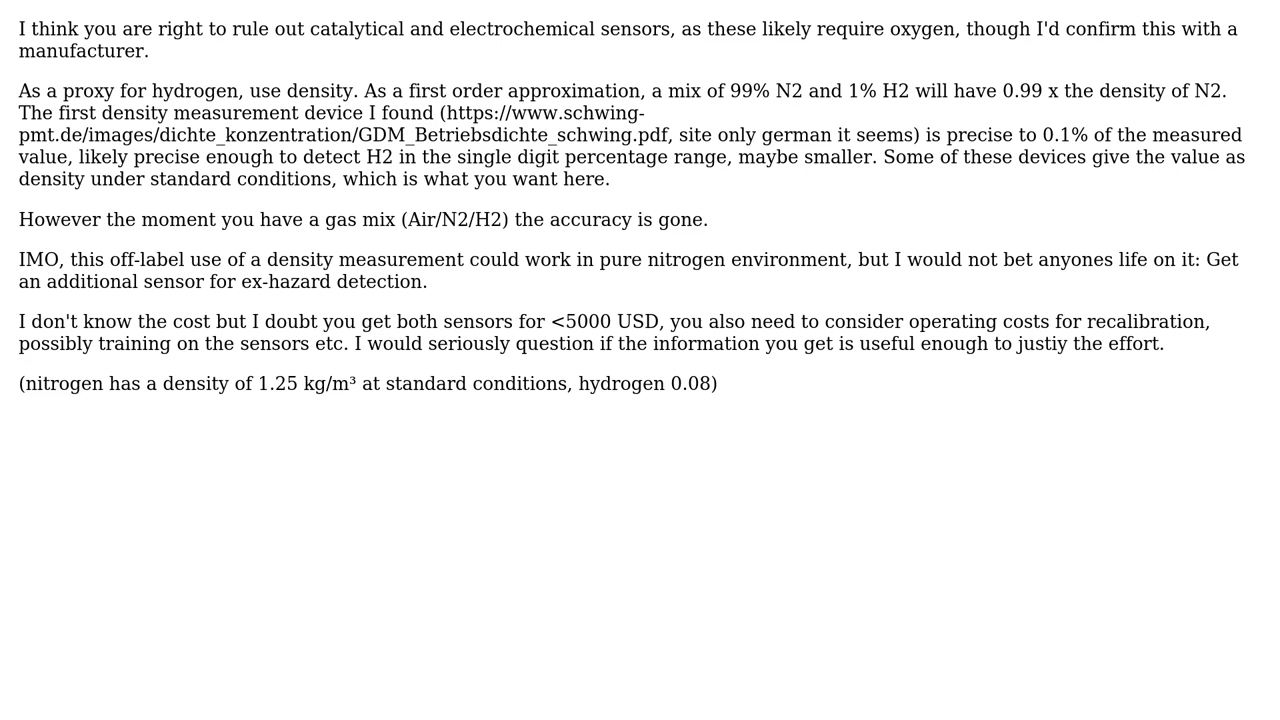 I think you are right to rule out catalytical and electrochemical sensors, as these likely require oxygen, though I'd confirm this with a
manufacturer.
As a proxy for hydrogen, use density. As a first order approximation, a mix of 99% N2 and 1% H2 will have 0.99 x the density of N2.
The first density measurement device I found (https://www.schwing-
pmt.de/images/dichte_konzentration/GDM_Betriebsdichte_schwing.pdf, site only german it seems) is precise to 0.1% of the measured
value, likely precise enough to detect H2 in the single digit percentage range, maybe smaller. Some of these devices give the value as
density under standard conditions, which is what you want here.
However the moment you have a gas mix (Air/N2/H2) the accuracy is gone.
IMO, this off-label use of a density measurement could work in pure nitrogen environment, but I would not bet anyones life on it: Get
an additional sensor for ex-hazard detection.
I don't know the cost but I doubt you get both sensors for <5000 USD, you also need to consider operating costs for recalibration,
possibly training on the sensors etc. I would seriously question if the information you get is useful enough to justiy the effort.
(nitrogen has a density of 1.25 kg/m³ at standard conditions, hydrogen 0.08)